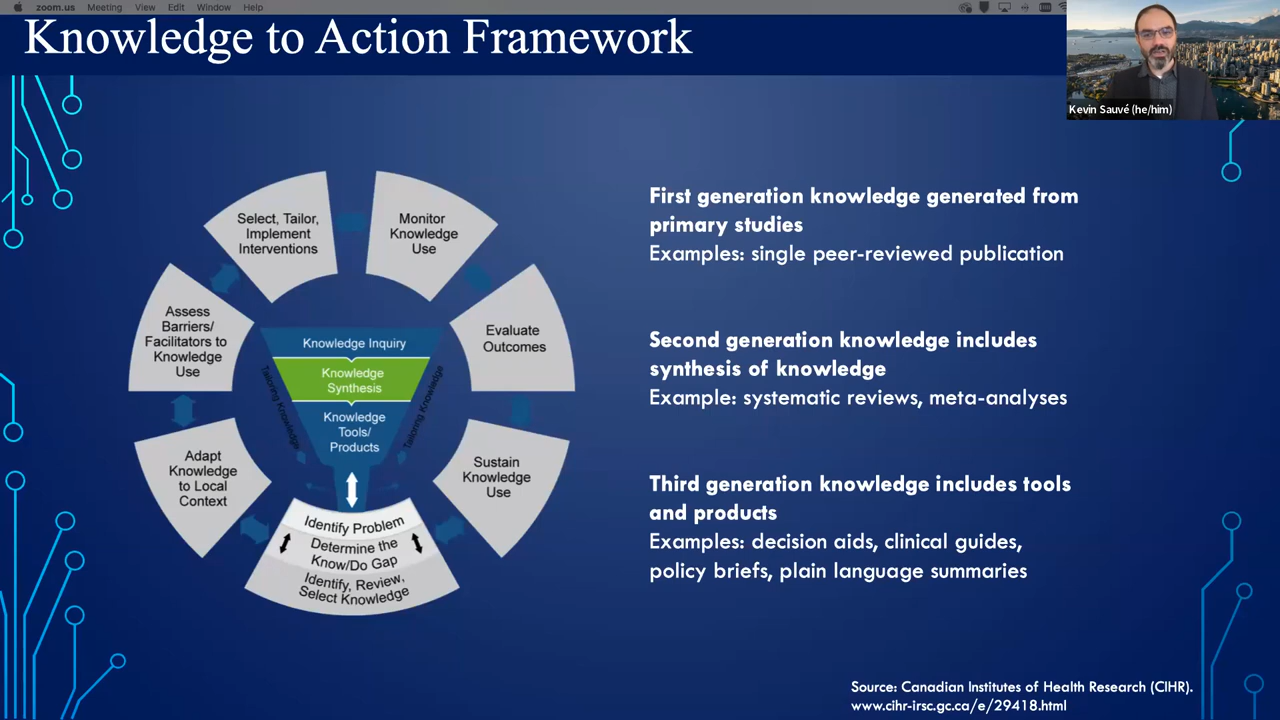 zoom.us Meeting View Edit Window Help
Knowledge to Action Framework
Kevin Sauvé (he/him)
Select, Tailor,
Implement
Interventions
Monitor
Knowledge
Use
Assess
Barriers/
Facilitators to
Knowledge
Use
Evaluate
Outcomes
Knowledge Inquiry
Knowledge
Synthesis
Knowledge
Tools/
Products
Tailoring Knowledge
Tailoring Knowledge
Adapt
Knowledge
to Local
Context
Sustain
Knowledge
Use
Identify Problem
Determine the
Know/Do Gap
Identify, Review,
Select Knowledge
First generation knowledge generated from
primary studies
Examples: single peer-reviewed publication
Second generation knowledge includes
synthesis of knowledge
Example: systematic reviews, meta-analyses
Third generation knowledge includes tools
and products
Examples: decision aids, clinical guides,
policy briefs, plain language summaries
Source: Canadian Institutes of Health Research (CIHR).
www.cihr-irsc.gc.ca/e/29418.html